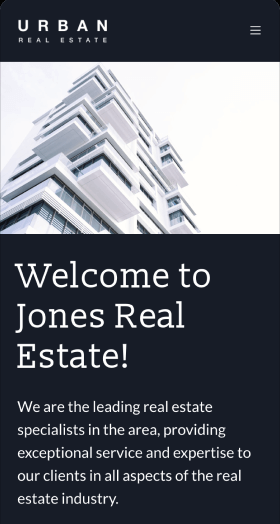 URBAN
REAL ESTATE
Welcome to
Jones Real
Estate!
We are the leading real estate
specialists in the area, providing
exceptional service and expertise to
our clients in all aspects of the real
estate industry.